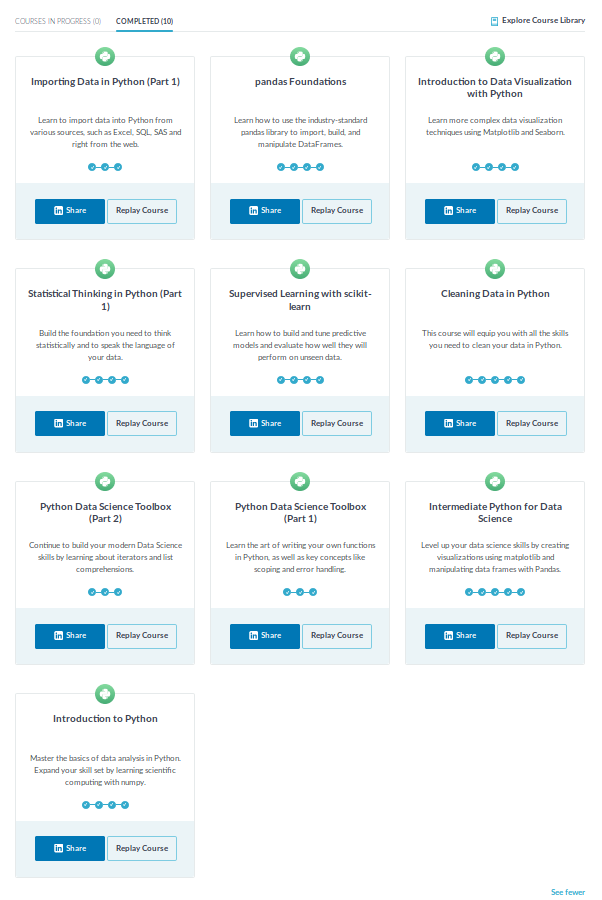 COURSES IN PROGRESS (0) COMPLETED (10) Explore Course Library
Importing Data in Python (Part 1)
Learn to import data into Python from
various sources, such as Excel, SQL, SAS and
right from the web.
in Share Replay Course
pandas Foundations
Learn how to use the industry-standard
pandas library to import, build, and
manipulate DataFrames.
in Share Replay Course
Introduction to Data Visualization
with Python
Learn more complex data visualization
techniques using Matplotlib and Seaborn.
in Share Replay Course
Statistical Thinking in Python (Part
1)
Build the foundation you need to think
statistically and to speak the language of
your data.
in Share Replay Course
Supervised Learning with scikit-
learn
Learn how to build and tune predictive
models and evaluate how well they will
perform on unseen data.
in Share Replay Course
Cleaning Data in Python
This course will equip you with all the skills
you need to clean your data in Python.
in Share Replay Course
Python Data Science Toolbox
(Part 2)
Continue to build your modern Data Science
skills by learning about iterators and list
comprehensions.
in Share Replay Course
Python Data Science Toolbox
(Part 1)
Learn the art of writing your own functions
in Python, as well as key concepts like
scoping and error handling.
in Share Replay Course
Intermediate Python for Data
Science
Level up your data science skills by creating
visualizations using matplotlib and
manipulating data frames with Pandas.
in Share Replay Course
Introduction to Python
Master the basics of data analysis in Python.
Expand your skill set by learning scientific
computing with numpy.
in Share Replay Course
See fewer